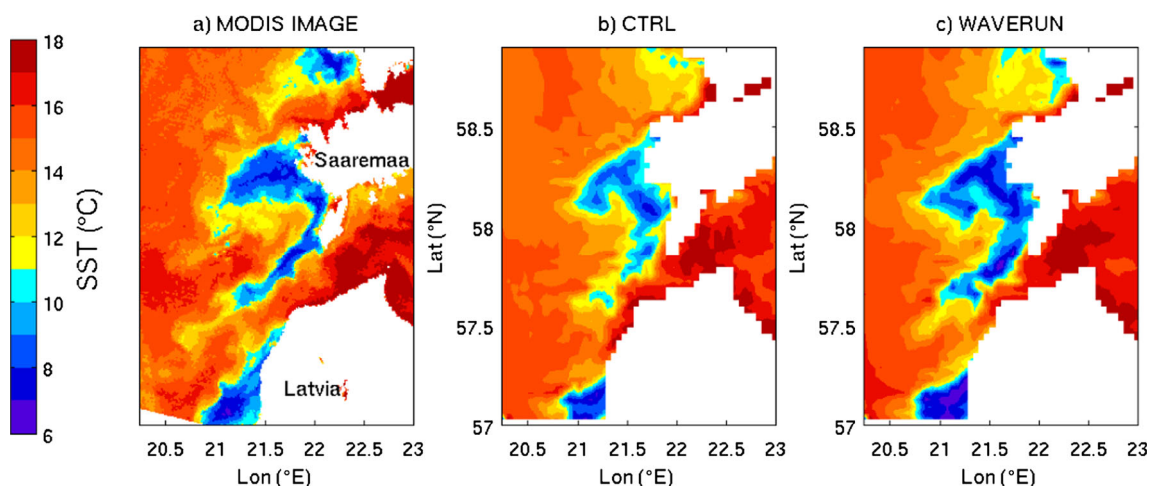 a) MODIS IMAGE
b) CTRL
c) WAVERUN
18
16
14
12
10
8
6
SST (°C)
Saaremaa
Latvia
20.5 21 21.5 22 22.5 23
Lon (°E)
58.5
58
57.5
57
Lat (°N)
20.5 21 21.5 22 22.5 23
Lon (°E)
58.5
58
57.5
57
Lat (°N)
20.5 21 21.5 22 22.5 23
Lon (°E)